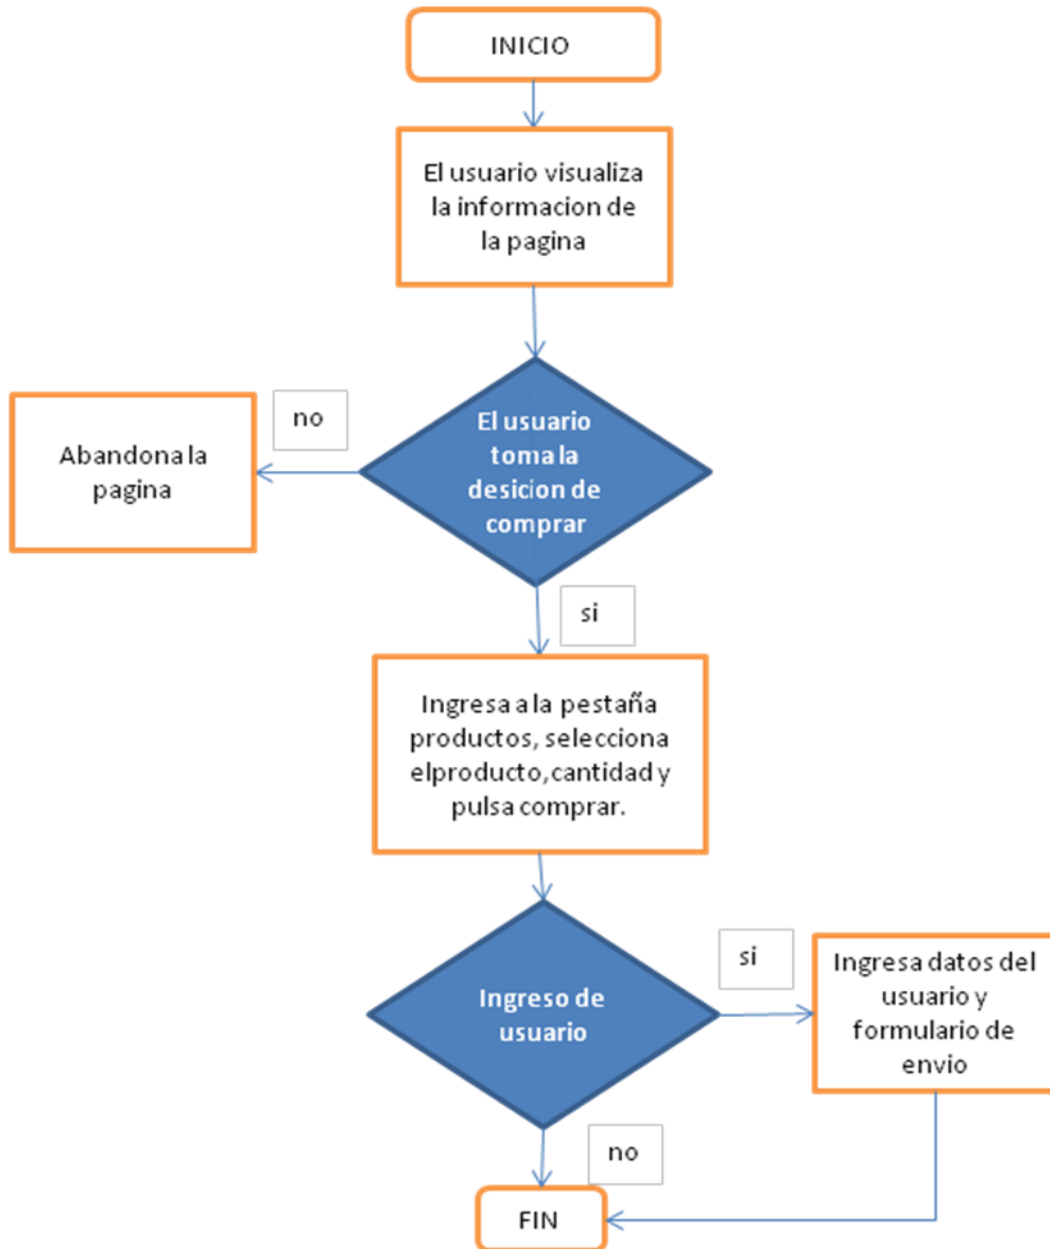 INICIO
El usuario visualiza
la informacion de
la pagina
no
El usuario
toma la
desicion de
comprar
Abandona la
pagina
si
Ingresa a la pestaña
productos, selecciona
elproducto, cantidad y
pulsa comprar.
si
Ingreso de
usuario
Ingresa datos del
usuario y
formulario de
envio
no
FIN